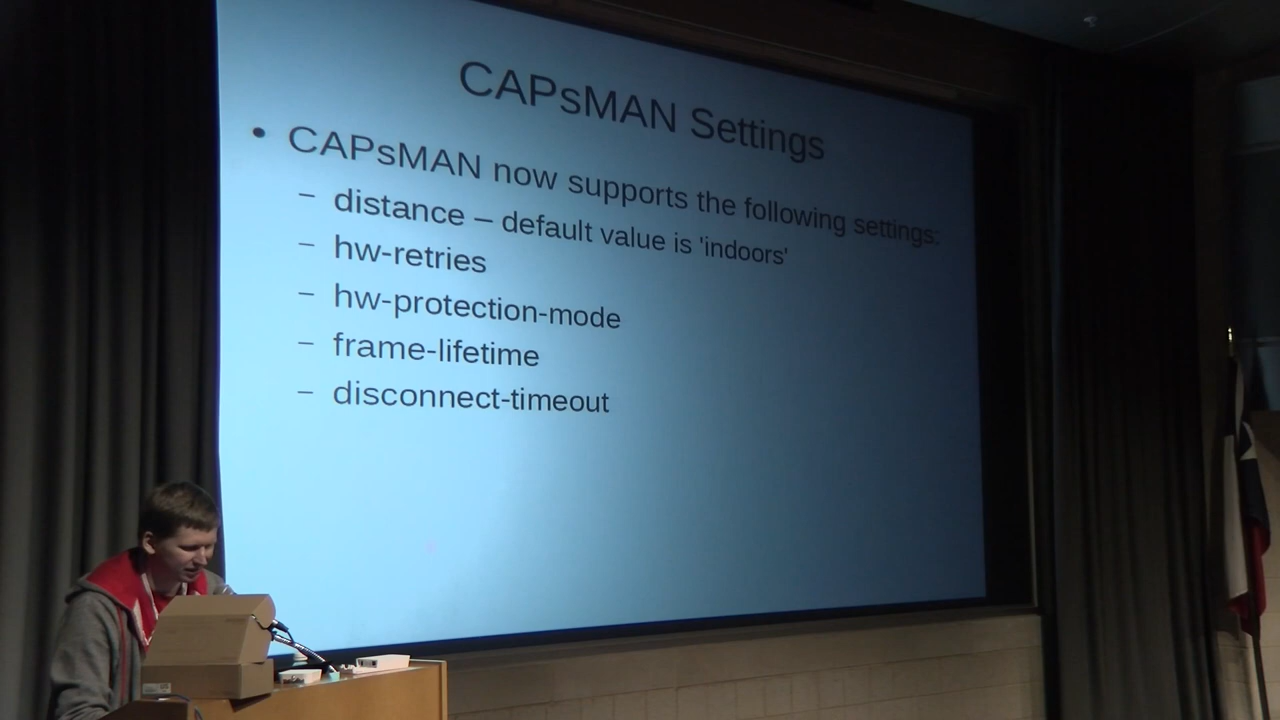 CAPsMAN Settings
• CAPsMAN now supports the following settings:
– distance – default value is 'indoors'
– hw-retries
– hw-protection-mode
– frame-lifetime
– disconnect-timeout